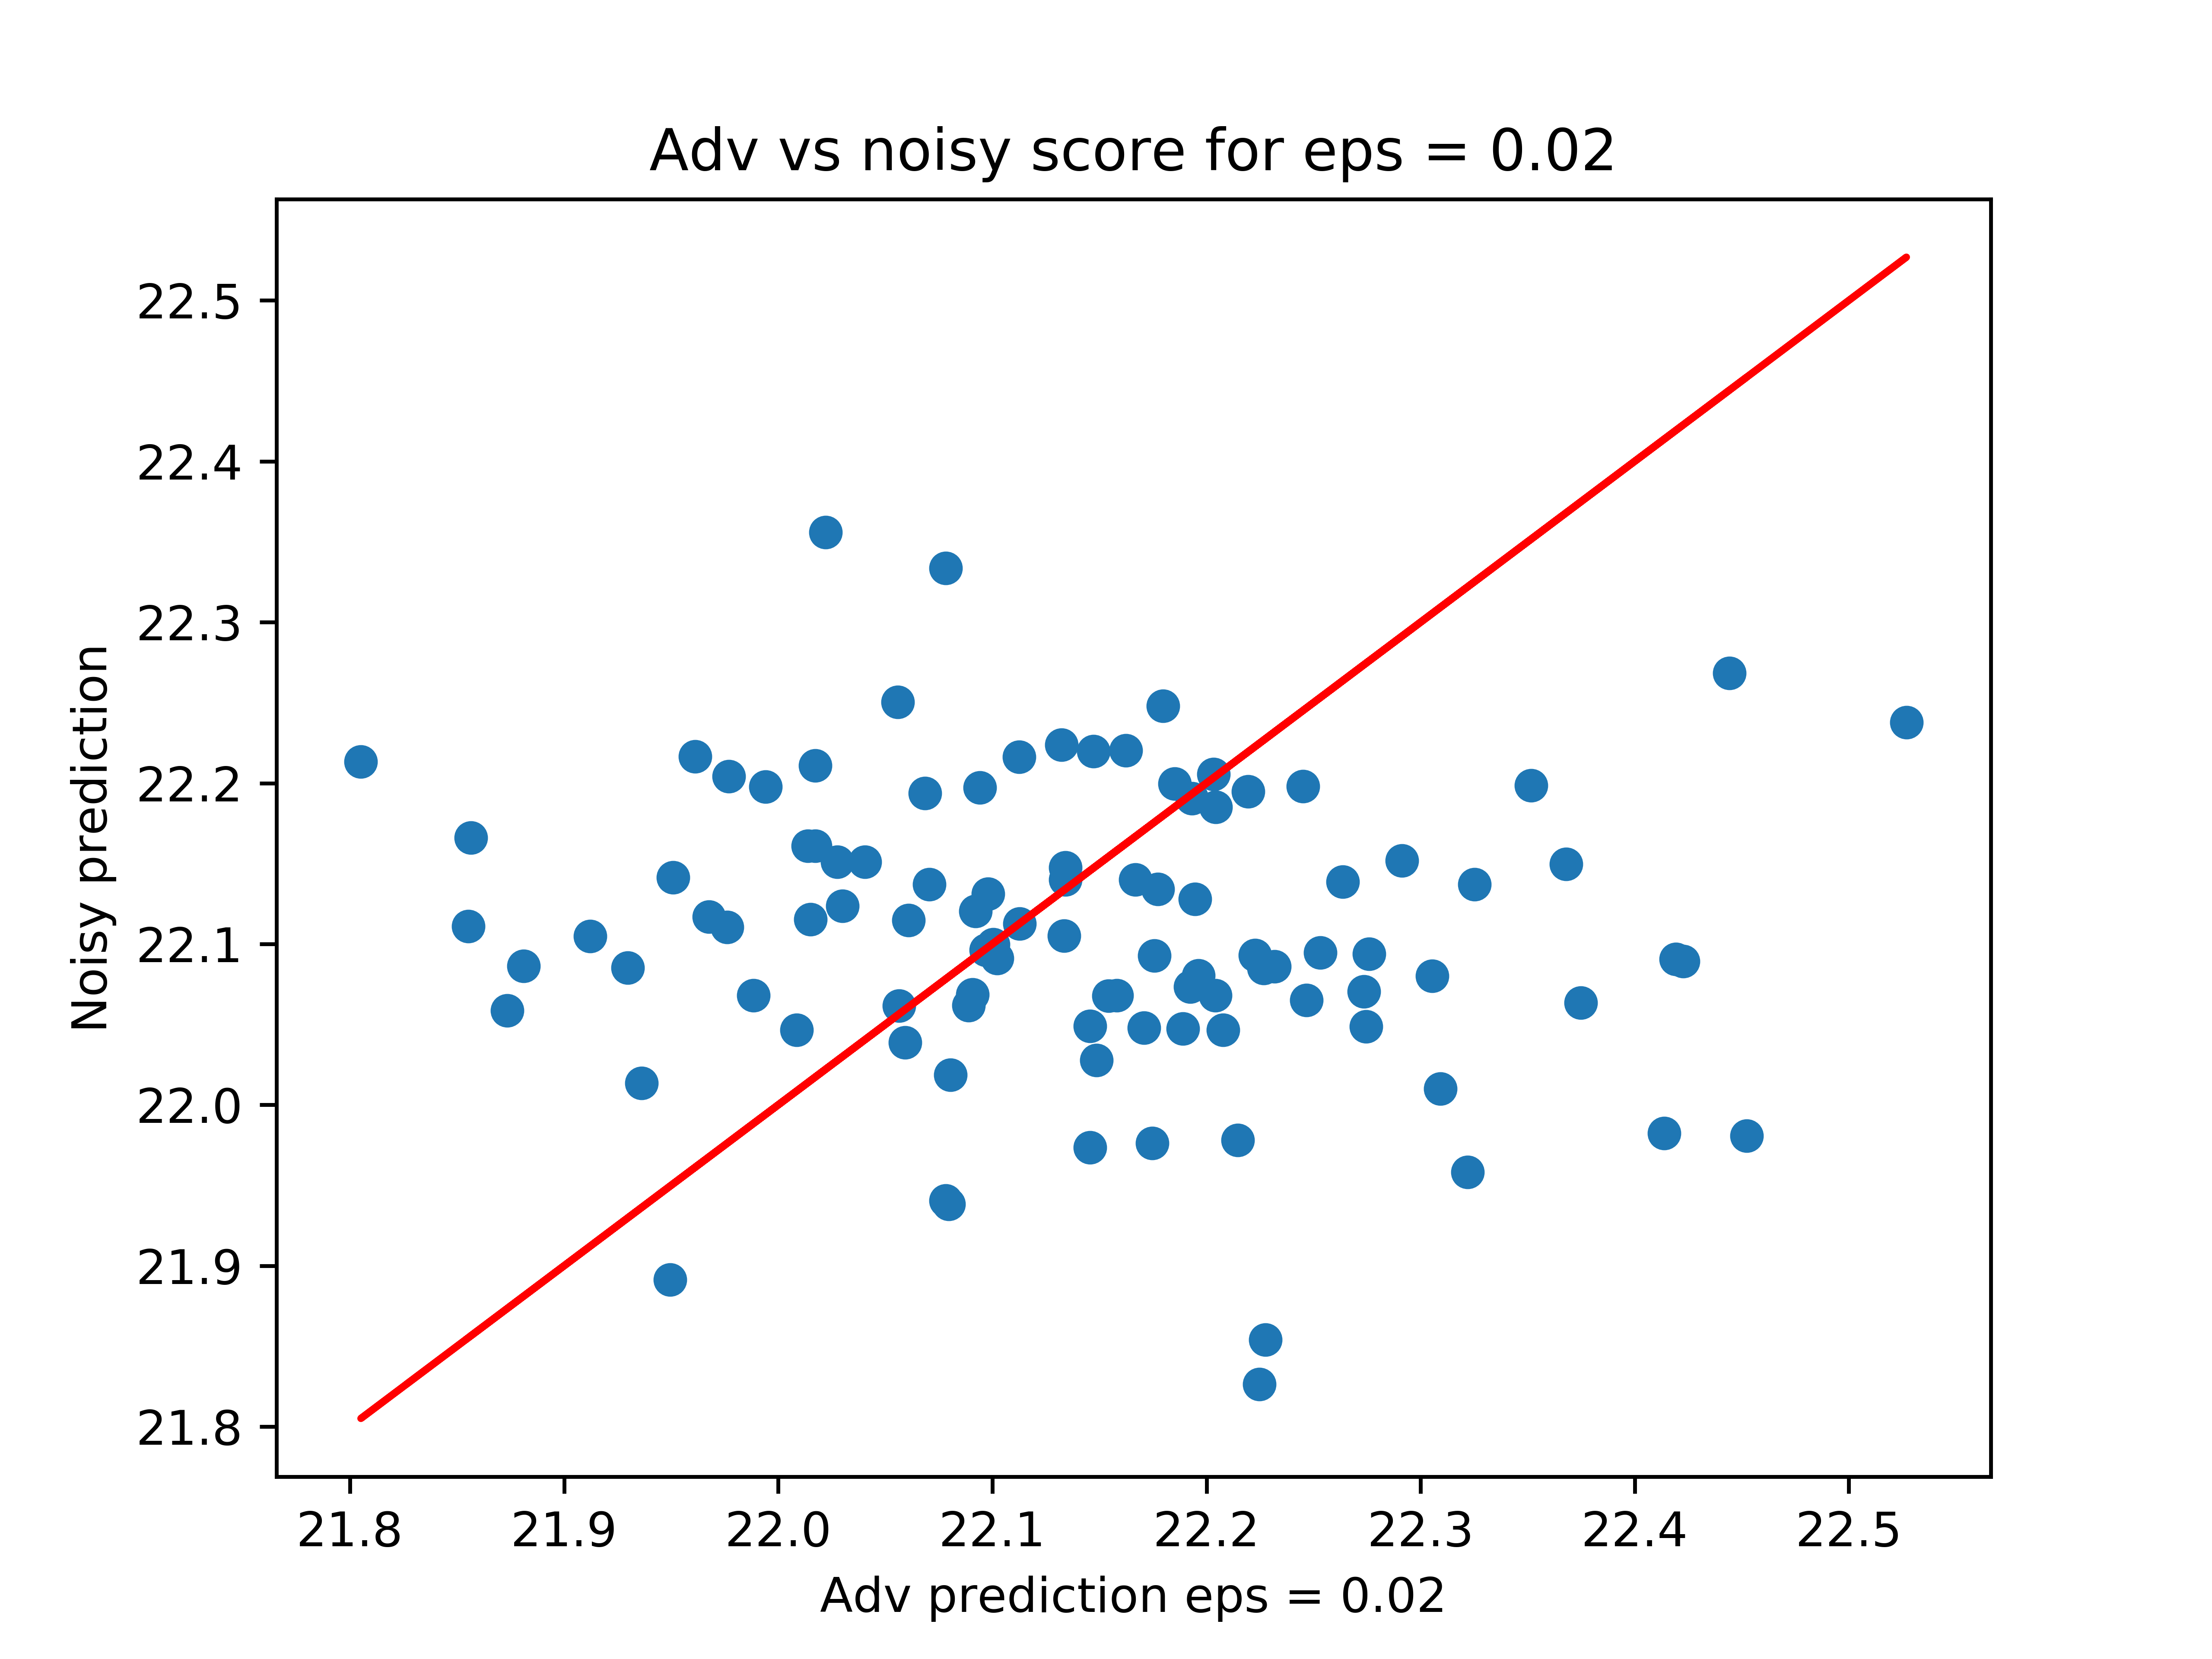 Adv vs noisy score for eps = 0.02
Noisy prediction
22.5
22.4
22.3
22.2
22.1
22.0
21.9
21.8
21.8 21.9 22.0 22.1 22.2 22.3 22.4 22.5
Adv prediction eps = 0.02